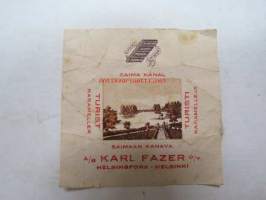 SAIMA KANAL
TURIST
KARAMELLER
TURISTI
KARAMELLEJA
SAIMAAN KANAVA
A/B KARL FAZER O/Y
HELSINGFORS - HELSINKI